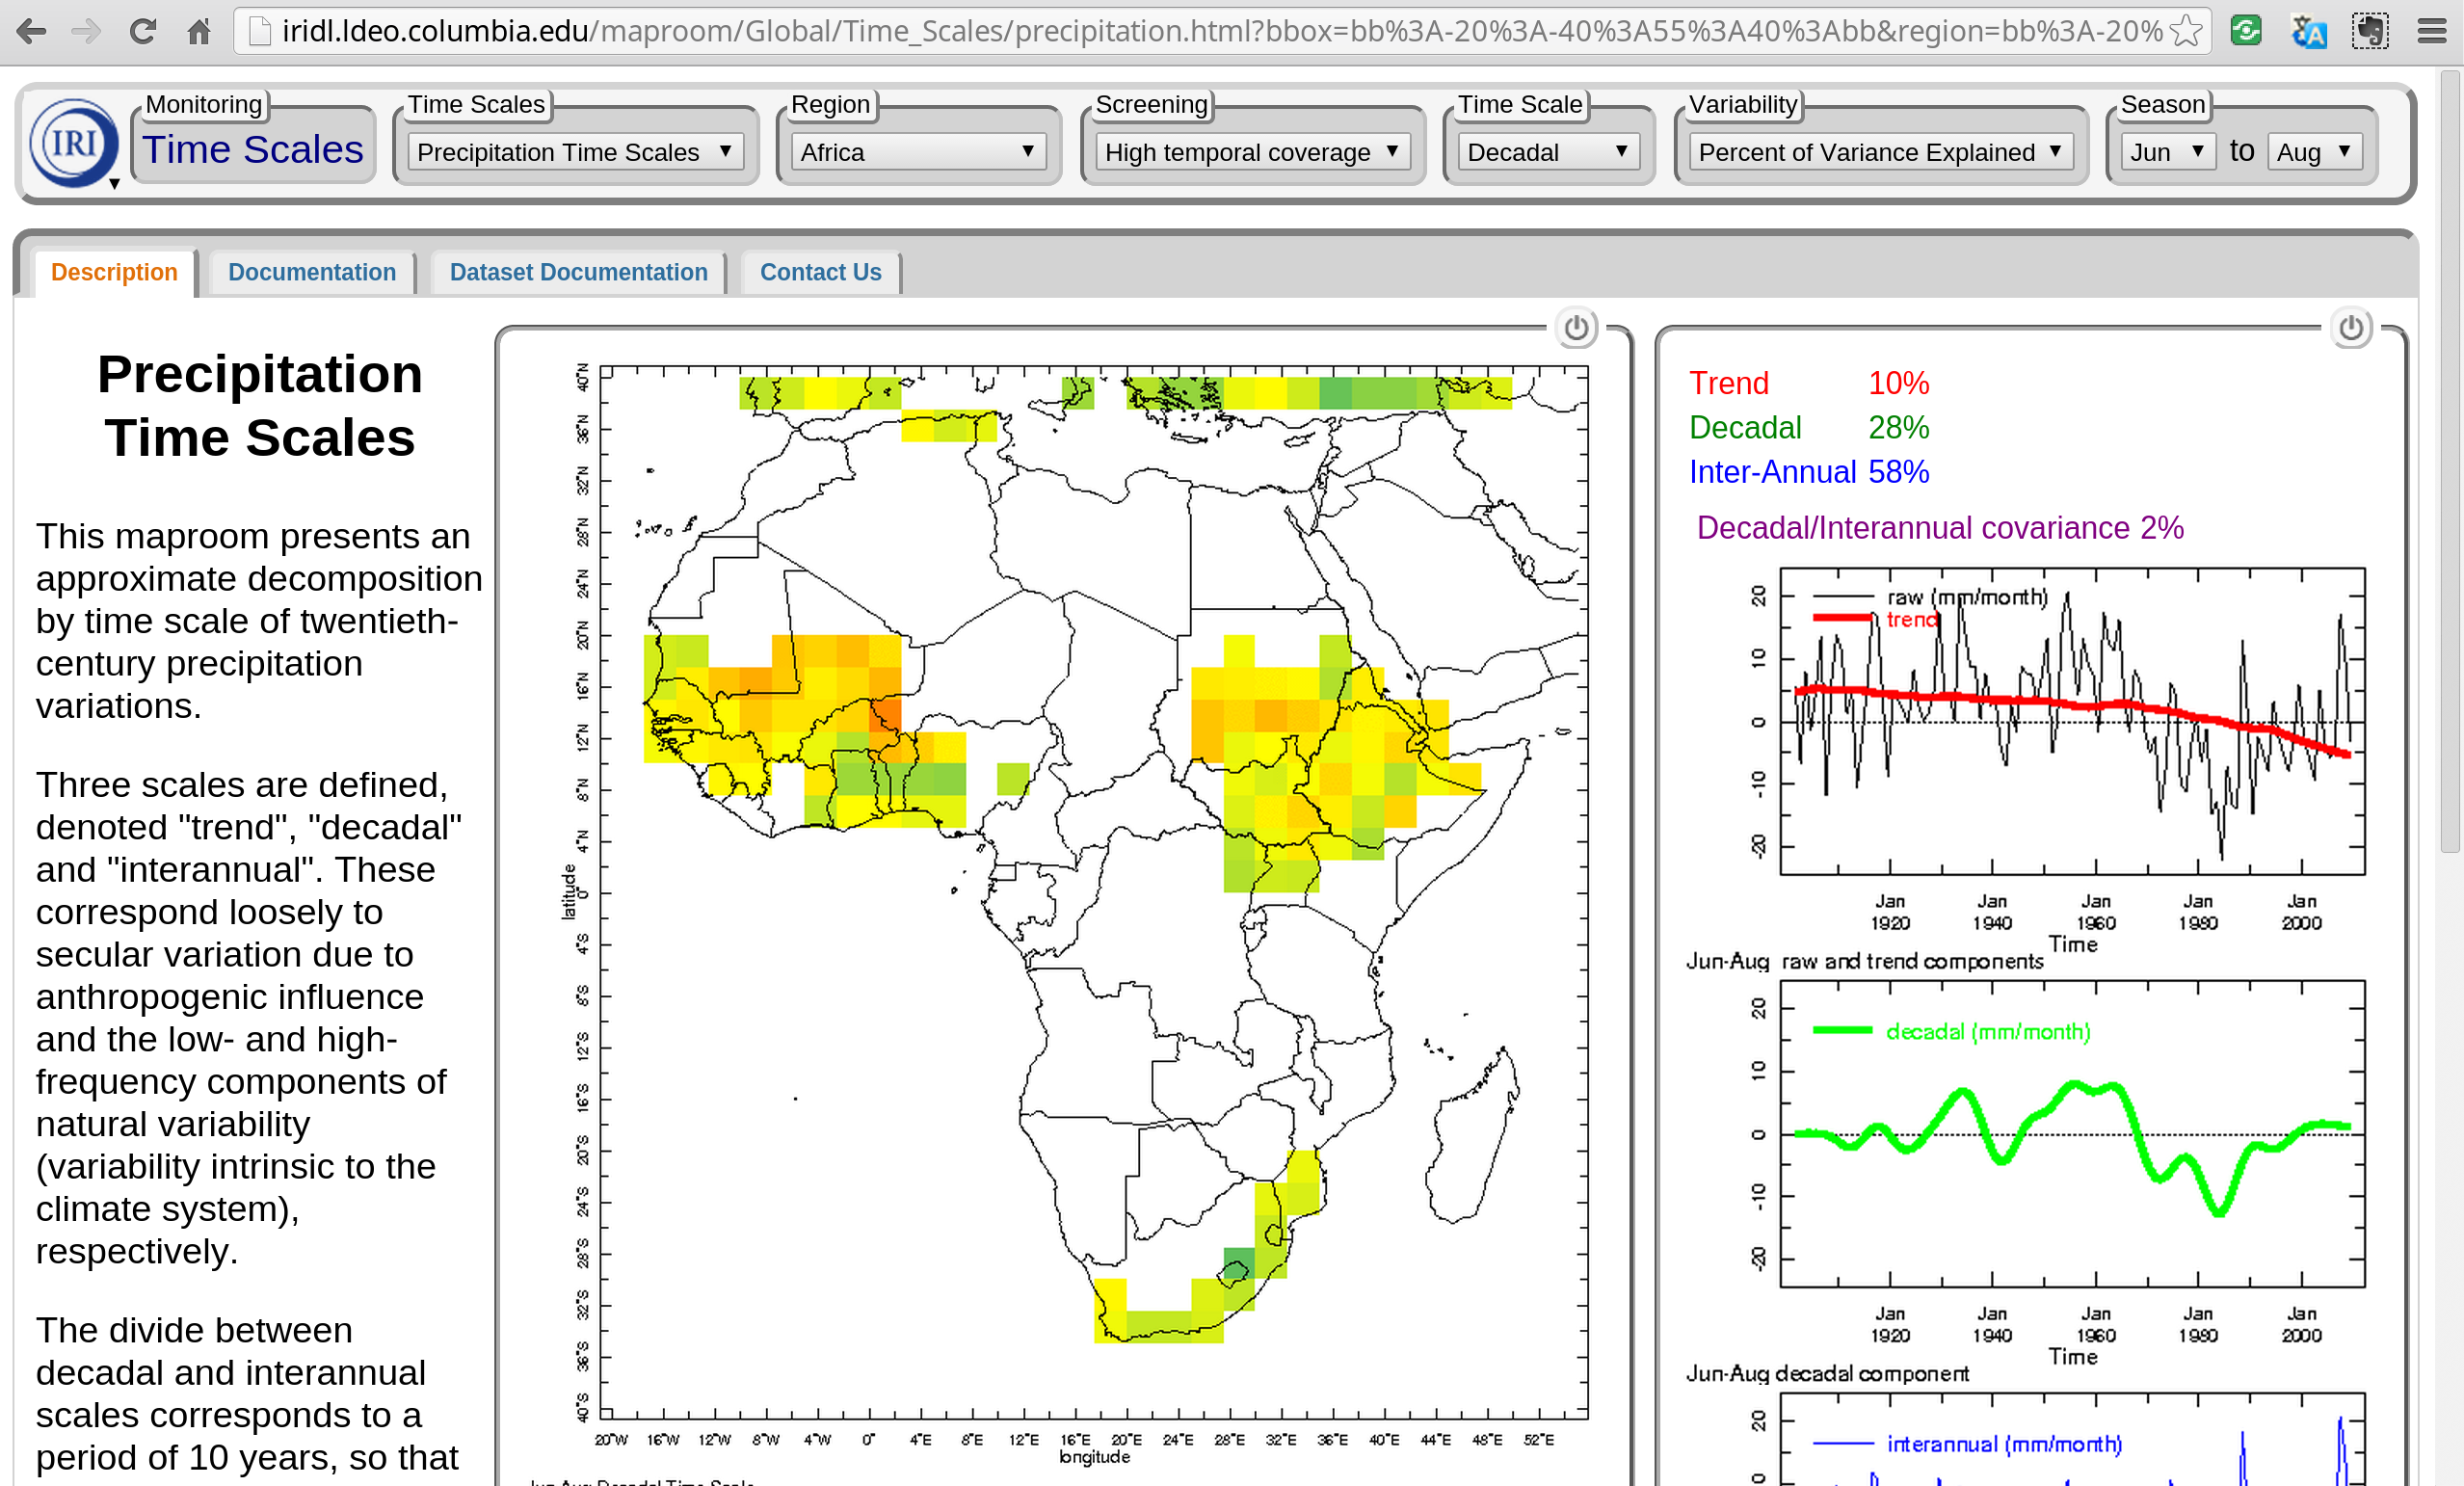 iridl.ldeo.columbia.edu/maproom/Global/Time_Scales/precipitation.html?bbox=bb%3A-20%3A-40%3A55%3A40%3Abb&region=bb%3A-20%
IRI
Monitoring
Time Scales
Time Scales
Precipitation Time Scales
Region
Africa
Screening
High temporal coverage
Time Scale
Decadal
Variability
Percent of Variance Explained
Season
Jun to Aug
Description
Documentation
Dataset Documentation
Contact Us
Precipitation
Time Scales
This maproom presents an
approximate decomposition
by time scale of twentieth-
century precipitation
variations.
Three scales are defined,
denoted "trend", "decadal"
and "interannual". These
correspond loosely to
secular variation due to
anthropogenic influence
and the low- and high-
frequency components of
natural variability
(variability intrinsic to the
climate system),
respectively.
The divide between
decadal and interannual
scales corresponds to a
period of 10 years, so that
40°N
36°N
32°N
28°N
24°N
20°N
16°N
12°N
8°N
4°N
0°
4°S
8°S
12°S
16°S
20°S
24°S
28°S
32°S
36°S
40°S
latitude
20°W 16°W 12°W 8°W 4°W 0° 4°E 8°E 12°E 16°E 20°E 24°E 28°E 32°E 36°E 40°E 44°E 48°E 52°E
longitude
Jun-Aug Decadal Time Scale
Trend 10%
Decadal 28%
Inter-Annual 58%
Decadal/Interannual covariance 2%
raw (mm/month)
trend
20
10
0
-10
-20
Jan 1920 Jan 1940 Jan 1960 Jan 1980 Jan 2000
Time
Jun-Aug raw and trend components
decadal (mm/month)
20
10
0
-10
-20
Jan 1920 Jan 1940 Jan 1960 Jan 1980 Jan 2000
Time
Jun-Aug decadal component
interannual (mm/month)
20
0